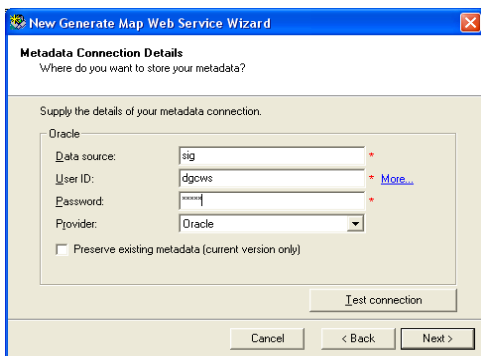 New Generate Map Web Service Wizard
Metadata Connection Details
Where do you want to store your metadata?
Supply the details of your metadata connection.
Oracle
Data source: sig *
User ID: dgcws * More...
Password: ***** *
Provider: Oracle
Preserve existing metadata (current version only)
Test connection
Cancel < Back Next >